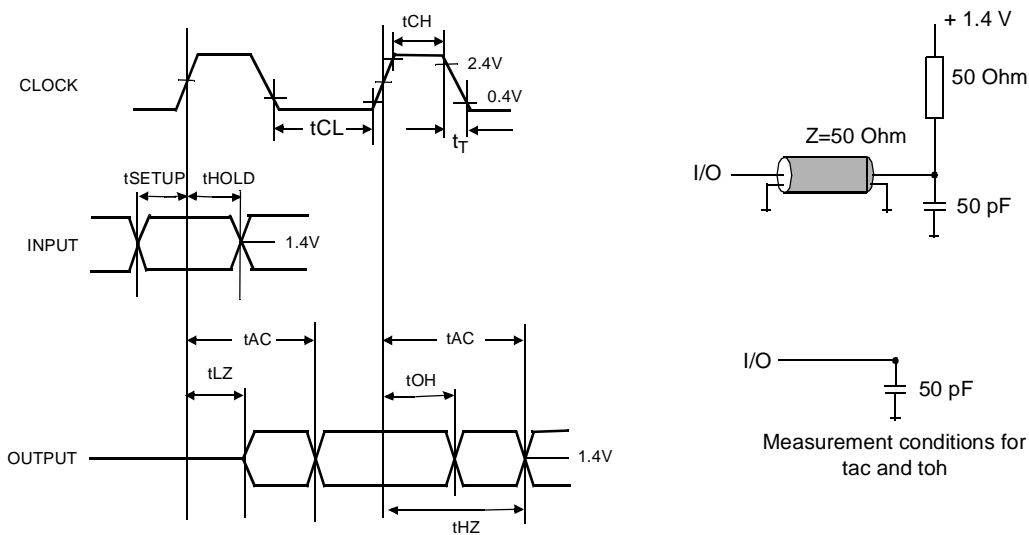 tCH
+ 1.4 V
CLOCK
2.4V
0.4V
50 Ohm
tCL
tT
Z=50 Ohm
I/O
50 pF
tSETUP
tHOLD
INPUT
1.4V
tAC
tAC
tLZ
tOH
I/O
50 pF
OUTPUT
1.4V
Measurement conditions for
tac and toh
tHZ